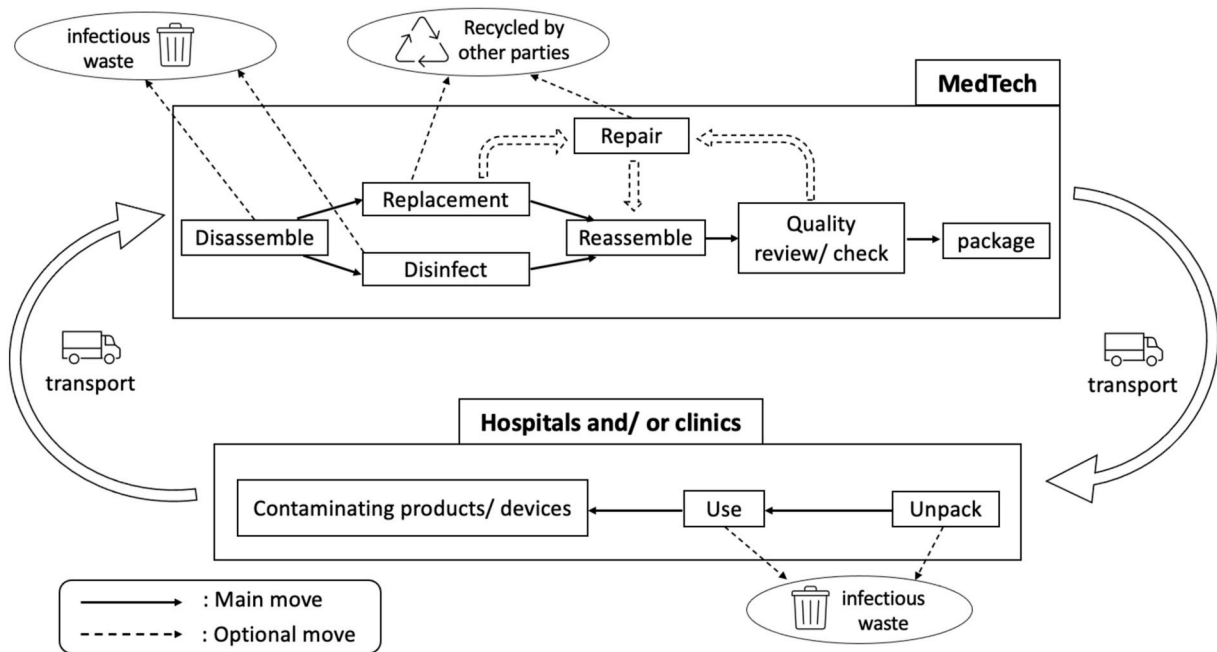 infectious
waste
Recycled by
other parties
MedTech
Repair
Replacement
Disassemble
Reassemble
Quality
review/ check
package
Disinfect
transport
transport
Hospitals and/ or clinics
Contaminating products/ devices
Use
Unpack
infectious
waste
: Main move
: Optional move